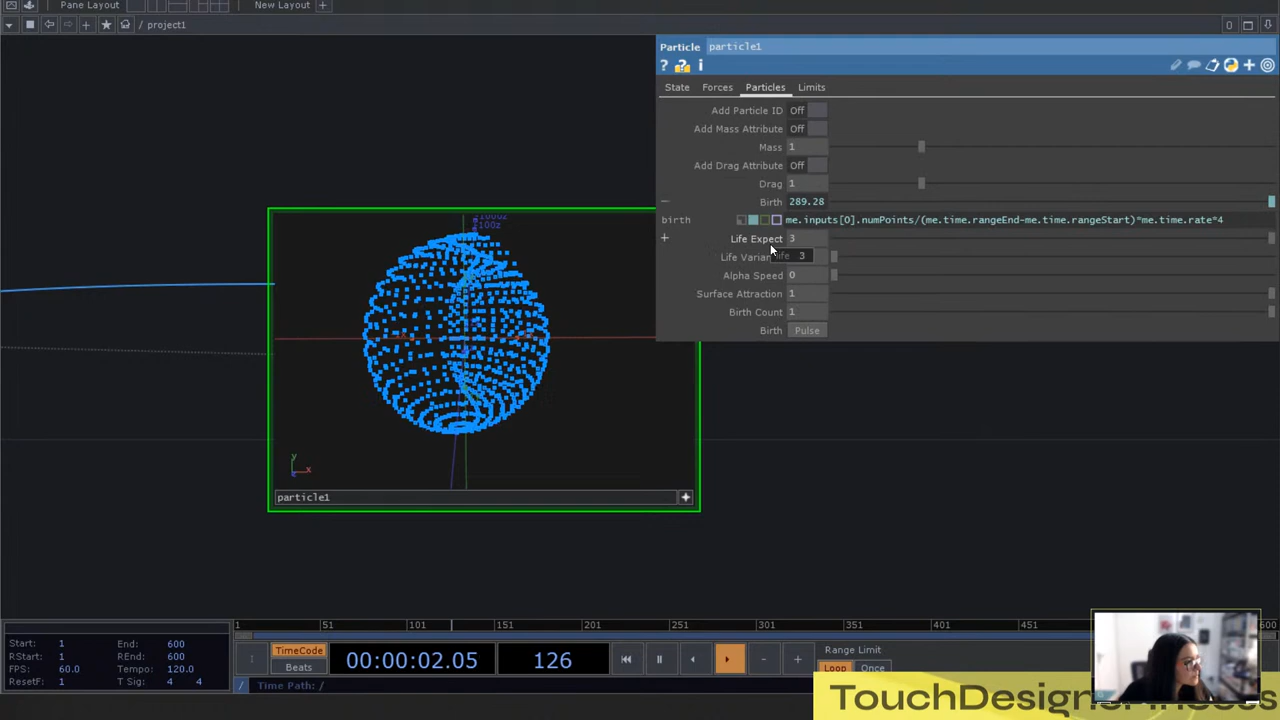 Pane Layout
New Layout +
/ project1
0
Particle particle1
? ? i
State Forces Particles Limits
Add Particle ID Off
Add Mass Attribute Off
Mass 1
Add Drag Attribute Off
Drag 1
Birth 289.28
birth me.inputs[0].numPoints/(me.time.rangeEnd-me.time.rangeStart)*me.time.rate*4
+ Life Expect 3
Life Varian life 3
Alpha Speed 0
Surface Attraction 1
Birth Count 1
Birth Pulse
y
x
particle1
1 51 101 151 201 251 301 351 401 451 600
Start: 1 End: 600
RStart: 1 REnd: 600
FPS: 60.0 Tempo: 120.0
ResetF: 1 T Sig: 4 4
TimeCode
Beats
00:00:02.05
126
- +
Range Limit
Loop Once
/ Time Path: /